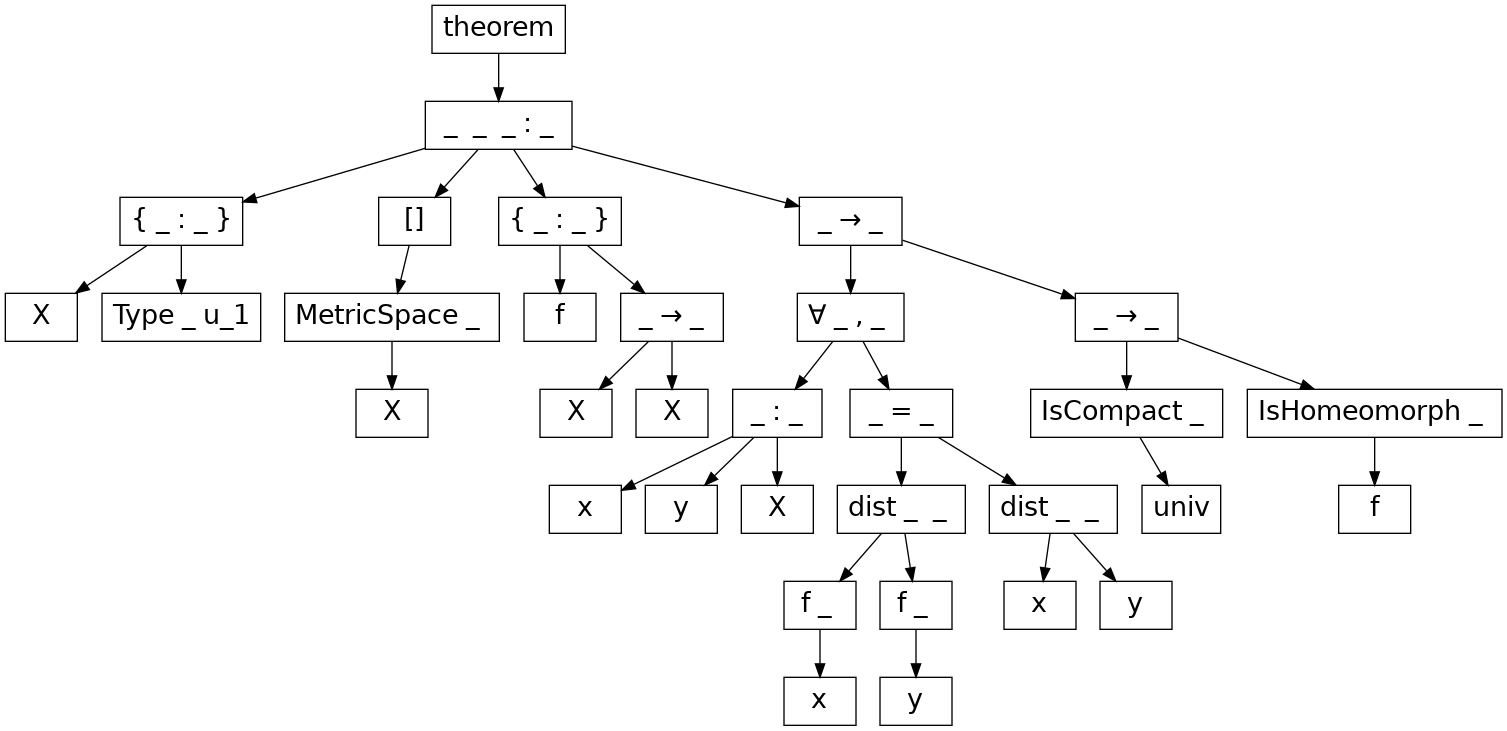 theorem
_ _ _ : _
{ _ : _ } [] { _ : _ } _ → _
X Type _ u_1 MetricSpace _ f _ → _ ∀ _ , _ _ → _
X X X _ : _ _ = _ IsCompact _ IsHomeomorph _
x y X dist _ _ dist _ _ univ f
f _ f _ x y
x y